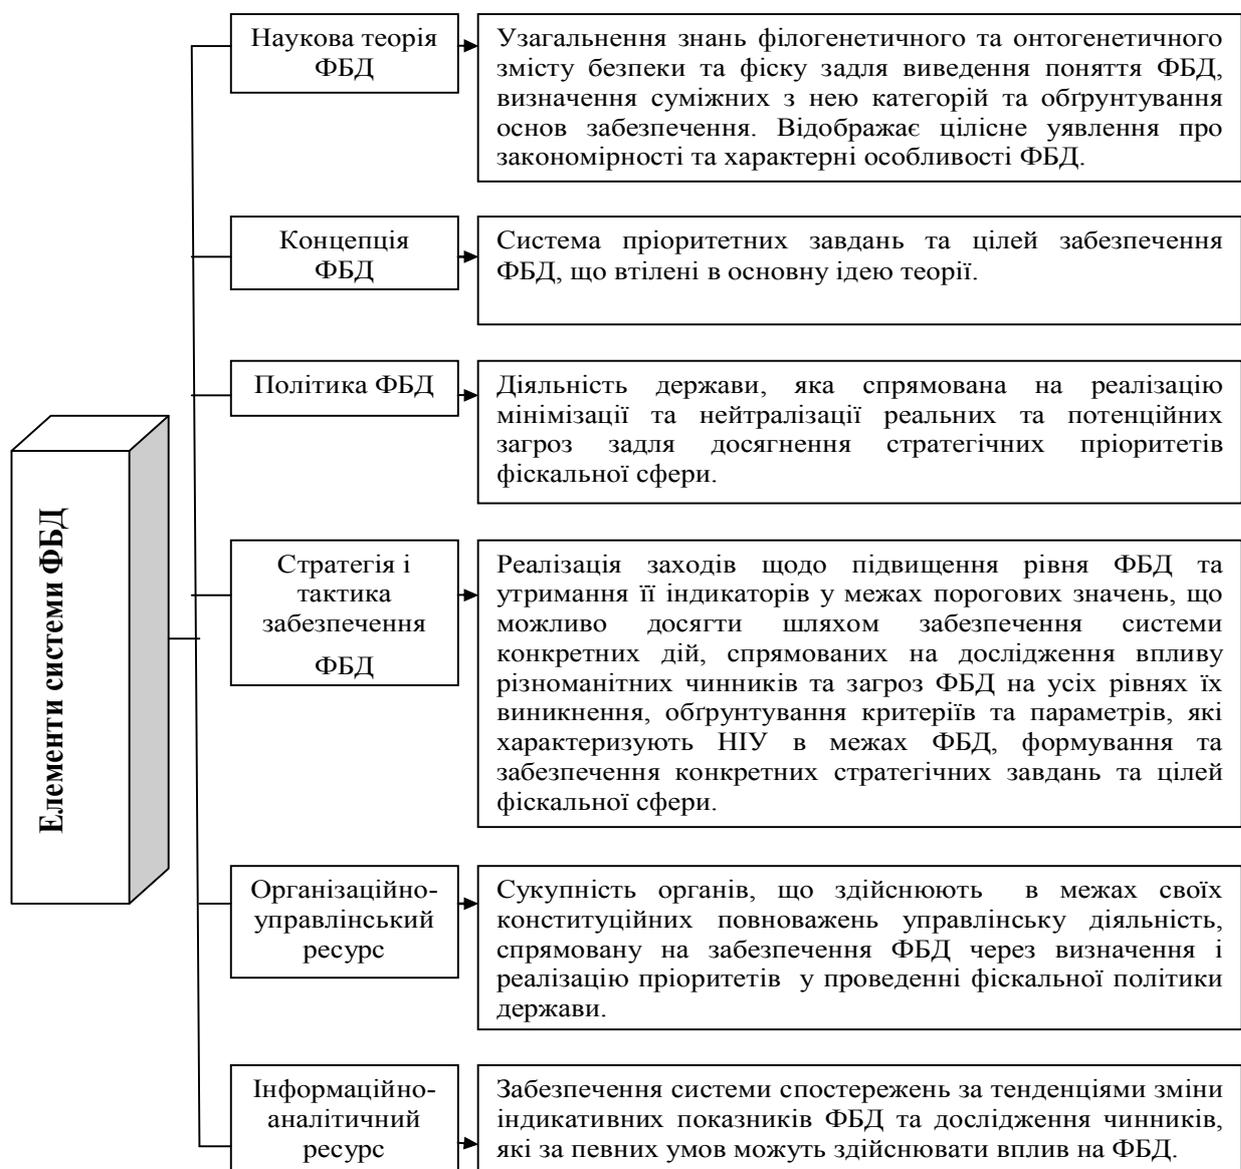 Елементи системи ФБД
Наукова теорія
ФБД
Узагальнення знань філогенетичного та онтогенетичного
змісту безпеки та фіску задля виведення поняття ФБД,
визначення суміжних з нею категорій та обґрунтування
основ забезпечення. Відображає цілісне уявлення про
закономірності та характерні особливості ФБД.
Концепція
ФБД
Система пріоритетних завдань та цілей забезпечення
ФБД, що втілені в основну ідею теорії.
Політика ФБД
Діяльність держави, яка спрямована на реалізацію
мінімізації та нейтралізації реальних та потенційних
загроз задля досягнення стратегічних пріоритетів
фіскальної сфери.
Стратегія і
тактика
забезпечення
ФБД
Реалізація заходів щодо підвищення рівня ФБД та
утримання її індикаторів у межах порогових значень, що
можливо досягти шляхом забезпечення системи
конкретних дій, спрямованих на дослідження впливу
різноманітних чинників та загроз ФБД на усіх рівнях їх
виникнення, обґрунтування критеріїв та параметрів, які
характеризують НІУ в межах ФБД, формування та
забезпечення конкретних стратегічних завдань та цілей
фіскальної сфери.
Організаційно-
управлінський
ресурс
Сукупність органів, що здійснюють в межах своїх
конституційних повноважень управлінську діяльність,
спрямовану на забезпечення ФБД через визначення і
реалізацію пріоритетів у проведенні фіскальної політики
держави.
Інформаційно-
аналітичний
ресурс
Забезпечення системи спостережень за тенденціями зміни
індикативних показників ФБД та дослідження чинників,
які за певних умов можуть здійснювати вплив на ФБД.